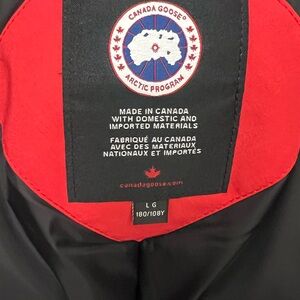 CANADA GOOSE
ARCTIC PROGRAM
MADE IN CANADA
WITH DOMESTIC AND
IMPORTED MATERIALS
FABRIQUÉ AU CANADA
AVEC DES MATERIAUX
NATIONAUX ET IMPORTÉS
canadagoose.com
L G
180/108Y